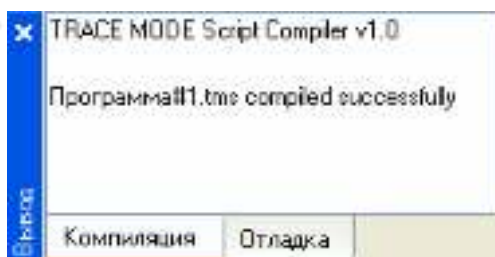 TRACE MODE Script Compiler v1.0
Программа#1.tms compiled successfully
Вывод
Компиляция
Отладка